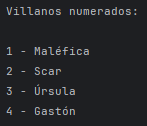 Villanos numerados:
1 - Maléfica
2 - Scar
3 - Úrsula
4 - Gastón